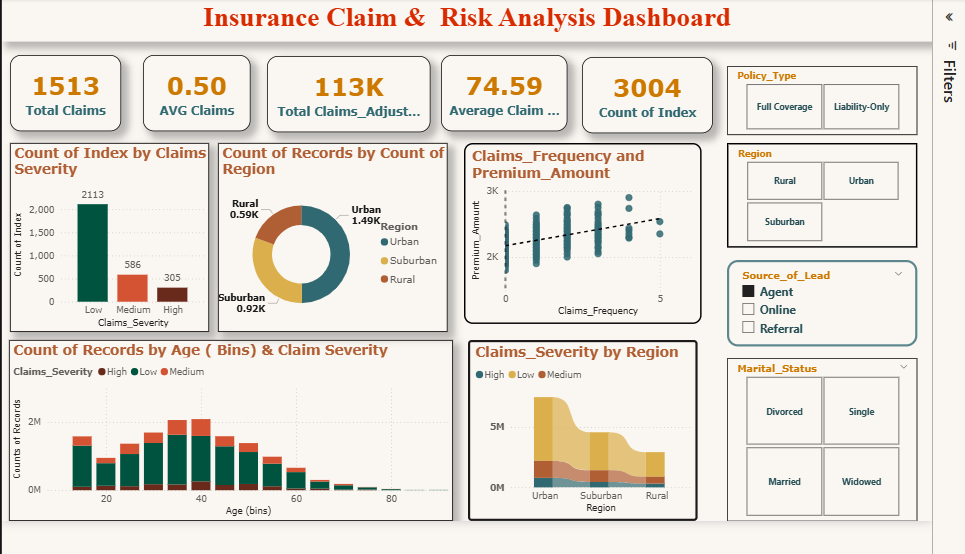 Insurance Claim & Risk Analysis Dashboard
«
Filters
1513
Total Claims
0.50
AVG Claims
113K
Total Claims_Adjust...
74.59
Average Claim ...
3004
Count of Index
Policy_Type
Full Coverage
Liability-Only
Region
Rural
Urban
Suburban
Source_of_Lead
Agent
Online
Referral
Marital_Status
Divorced
Single
Married
Widowed
Count of Index by Claims
Severity
Count of Index
2,000
1,500
1,000
500
0
2113
586
305
Low
Medium
High
Claims_Severity
Count of Records by Count of
Region
Rural
0.59K
Urban
1.49K
Suburban
0.92K
Region
Urban
Suburban
Rural
Claims_Frequency and
Premium_Amount
Premium_Amount
3K
2K
0
5
Claims_Frequency
Count of Records by Age ( Bins) & Claim Severity
Claims_Severity
High
Low
Medium
Counts of Records
2M
0M
20
40
60
80
Age (bins)
Claims_Severity by Region
High
Low
Medium
5M
0M
Urban
Suburban
Rural
Region